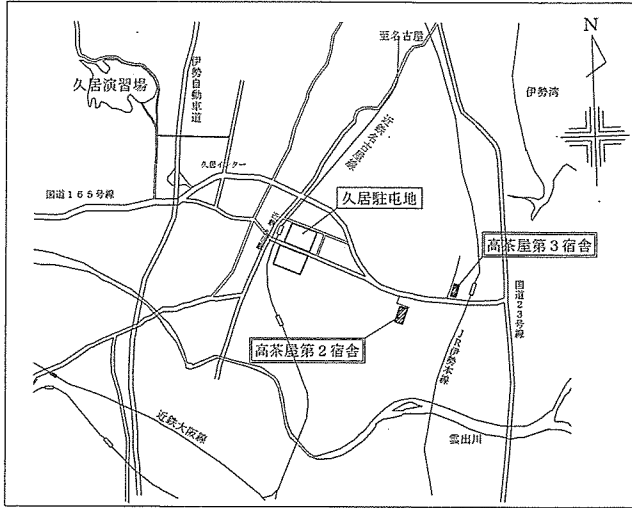 至名古屋
N
伊勢自動車道
久居演習場
伊勢湾
近鉄名古屋線
久居インター
国道165号線
久居駐屯地
高茶屋第3宿舎
国道23号線
高茶屋第2宿舎
JR伊勢本線
近鉄大阪線
雲出川